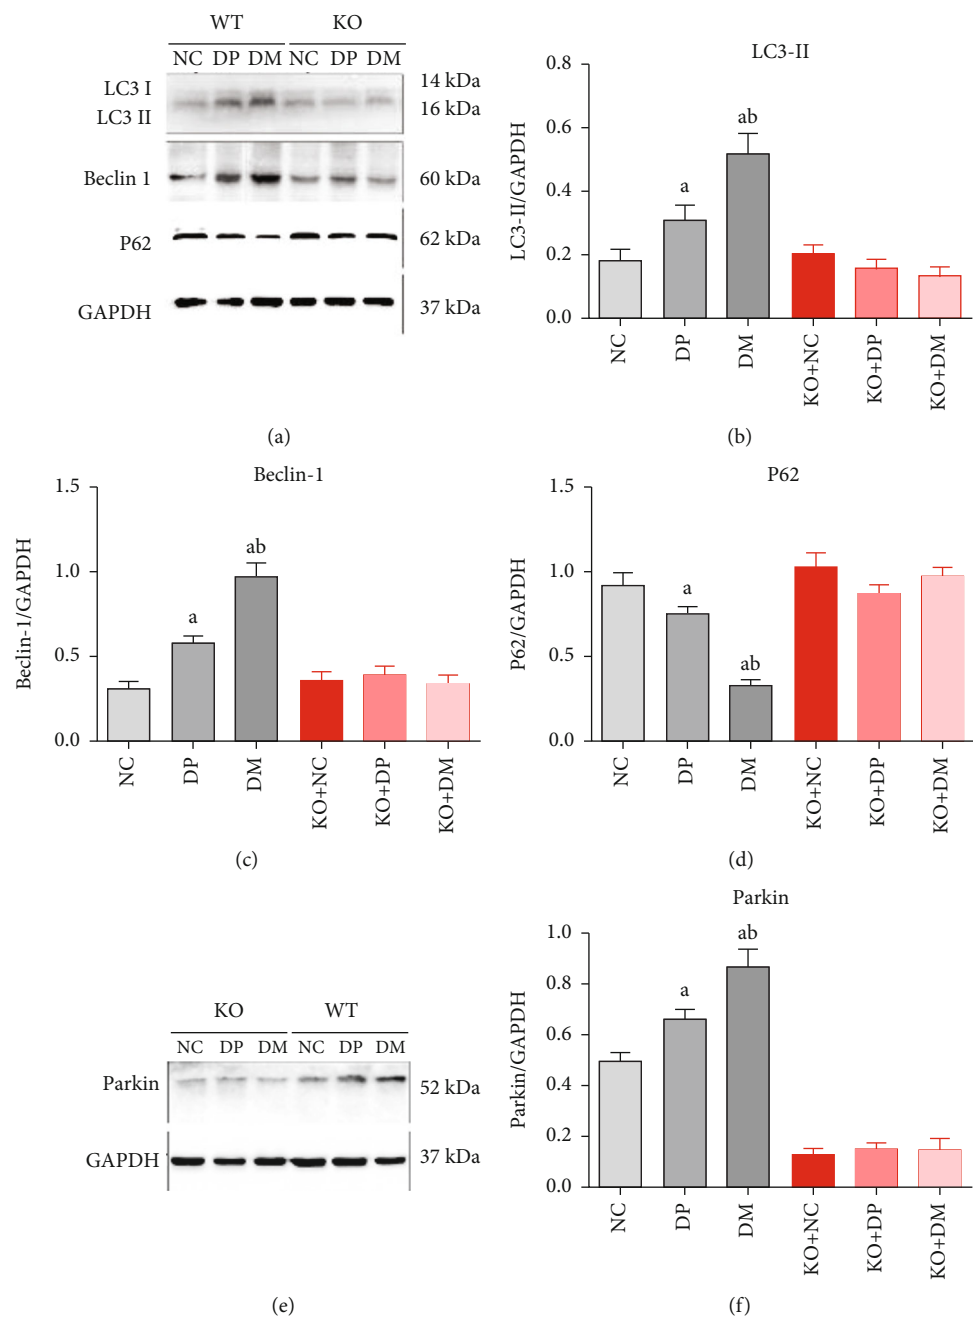 WT KO
NC DP DM NC DP DM
LC3 I
LC3 II
14 kDa
16 kDa
Beclin 1
60 kDa
P62
62 kDa
GAPDH
37 kDa
(a)
LC3-II
LC3-II/GAPDH
0.8
0.6
0.4
0.2
0.0
a
ab
NC
DP
DM
KO+NC
KO+DP
KO+DM
(b)
Beclin-1
Beclin-1/GAPDH
1.5
1.0
0.5
0.0
a
ab
NC
DP
DM
KO+NC
KO+DP
KO+DM
(c)
P62
P62/GAPDH
1.5
1.0
0.5
0.0
a
ab
NC
DP
DM
KO+NC
KO+DP
KO+DM
(d)
KO WT
NC DP DM NC DP DM
Parkin
52 kDa
GAPDH
37 kDa
(e)
Parkin
Parkin/GAPDH
1.0
0.8
0.6
0.4
0.2
0.0
a
ab
NC
DP
DM
KO+NC
KO+DP
KO+DM
(f)